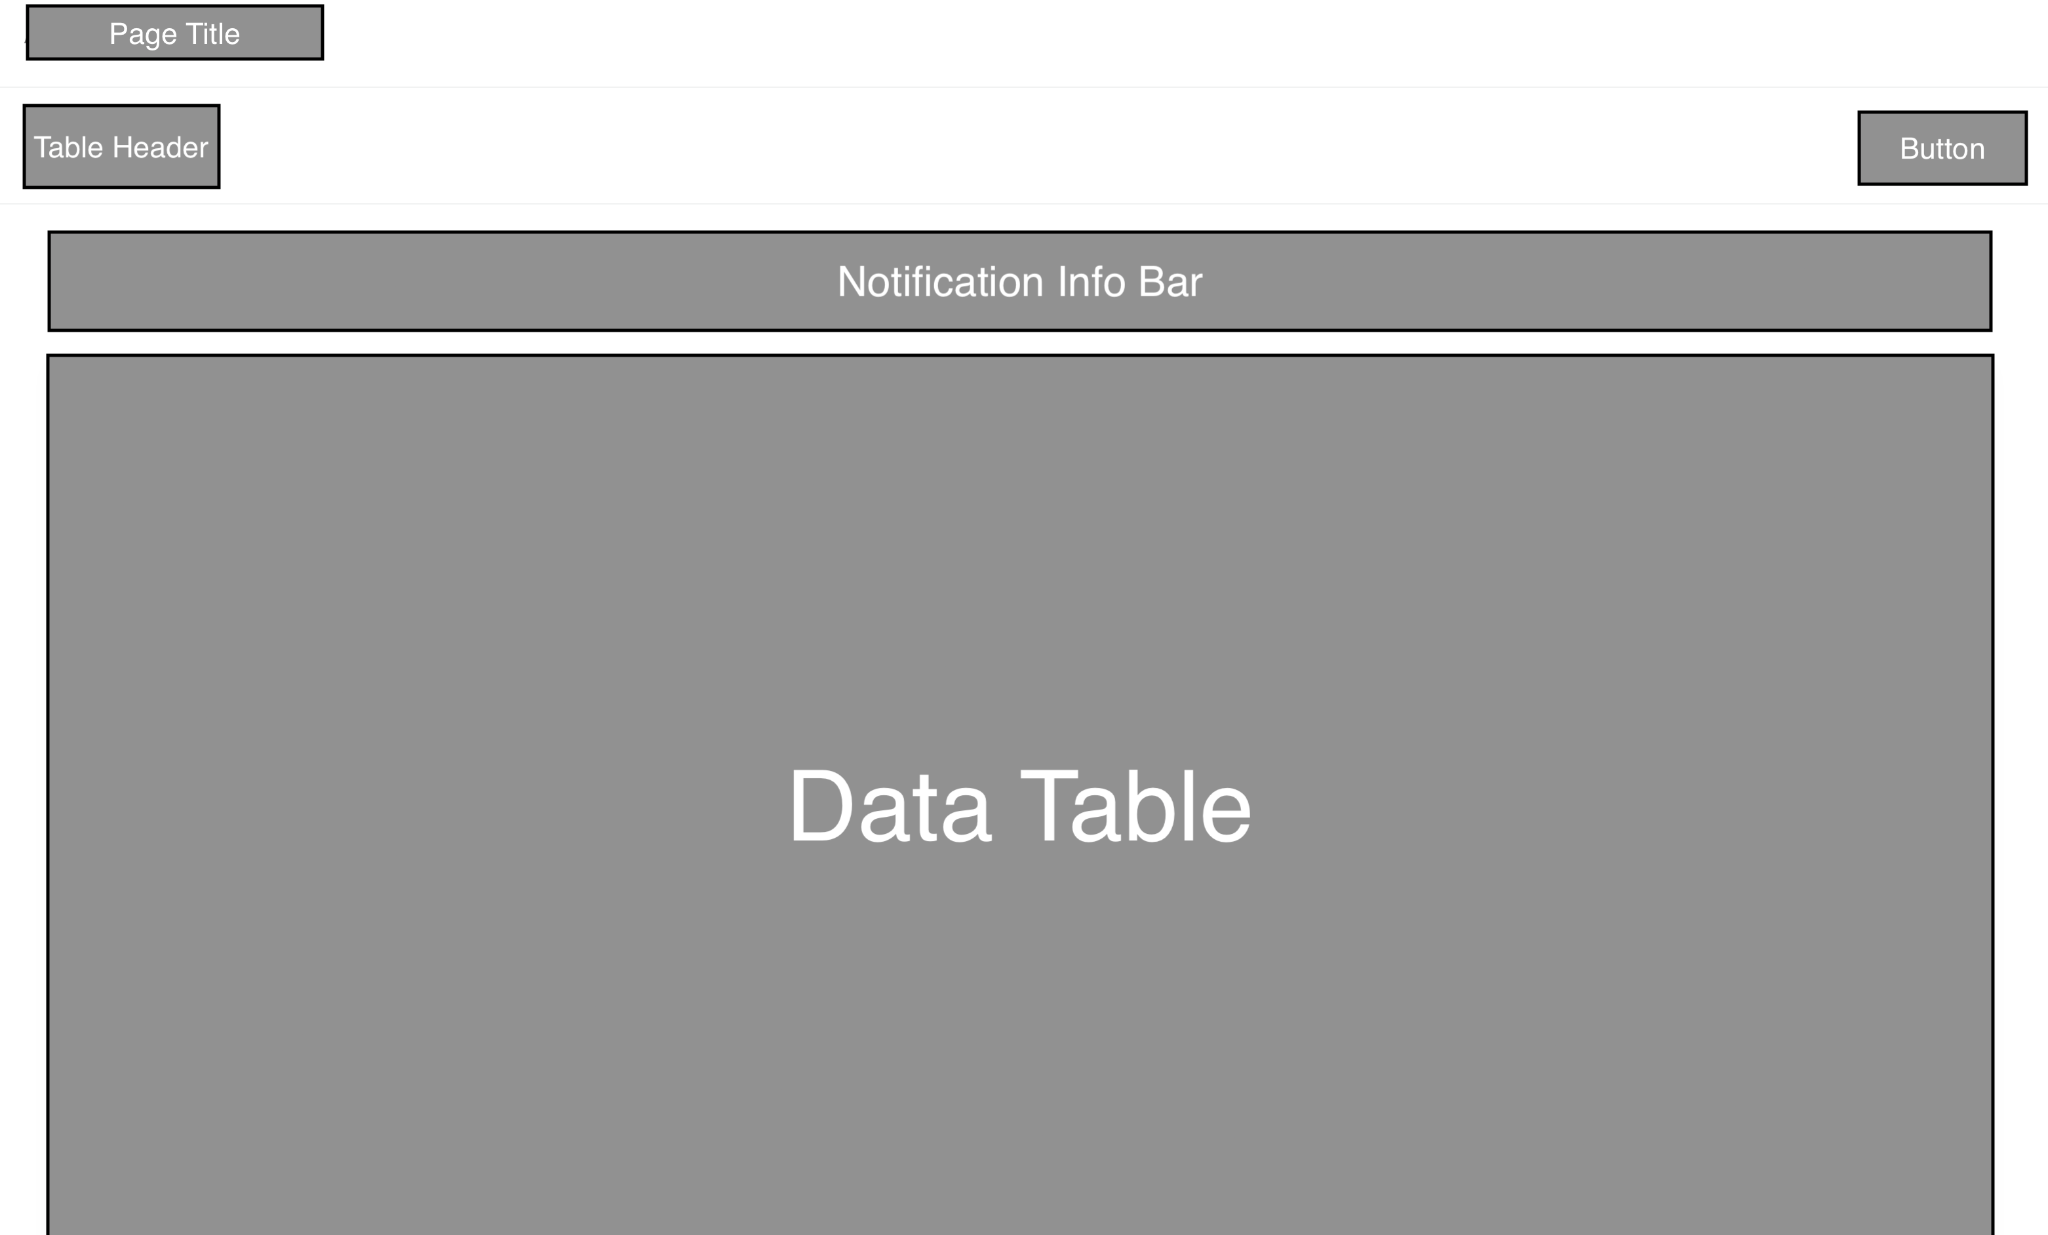 Page Title
Table Header
Button
Notification Info Bar
Data Table